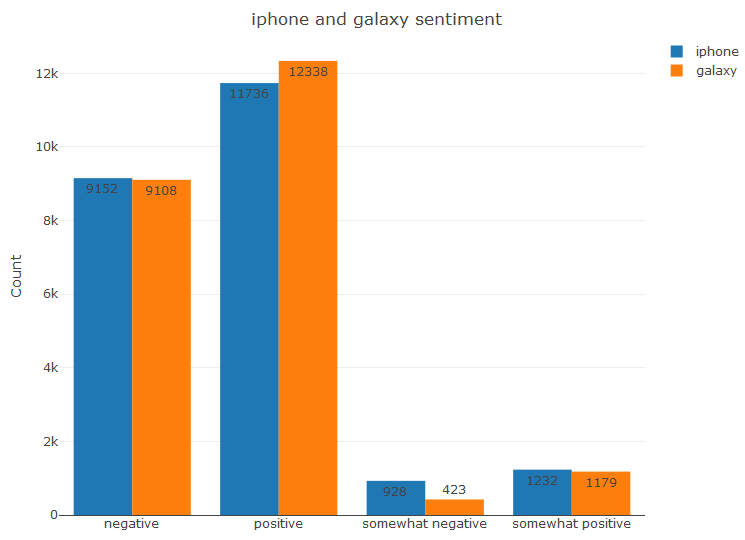 iphone and galaxy sentiment
iphone
galaxy
Count
12k
10k
8k
6k
4k
2k
0
9152
9108
11736
12338
928
423
1232
1179
negative
positive
somewhat negative
somewhat positive